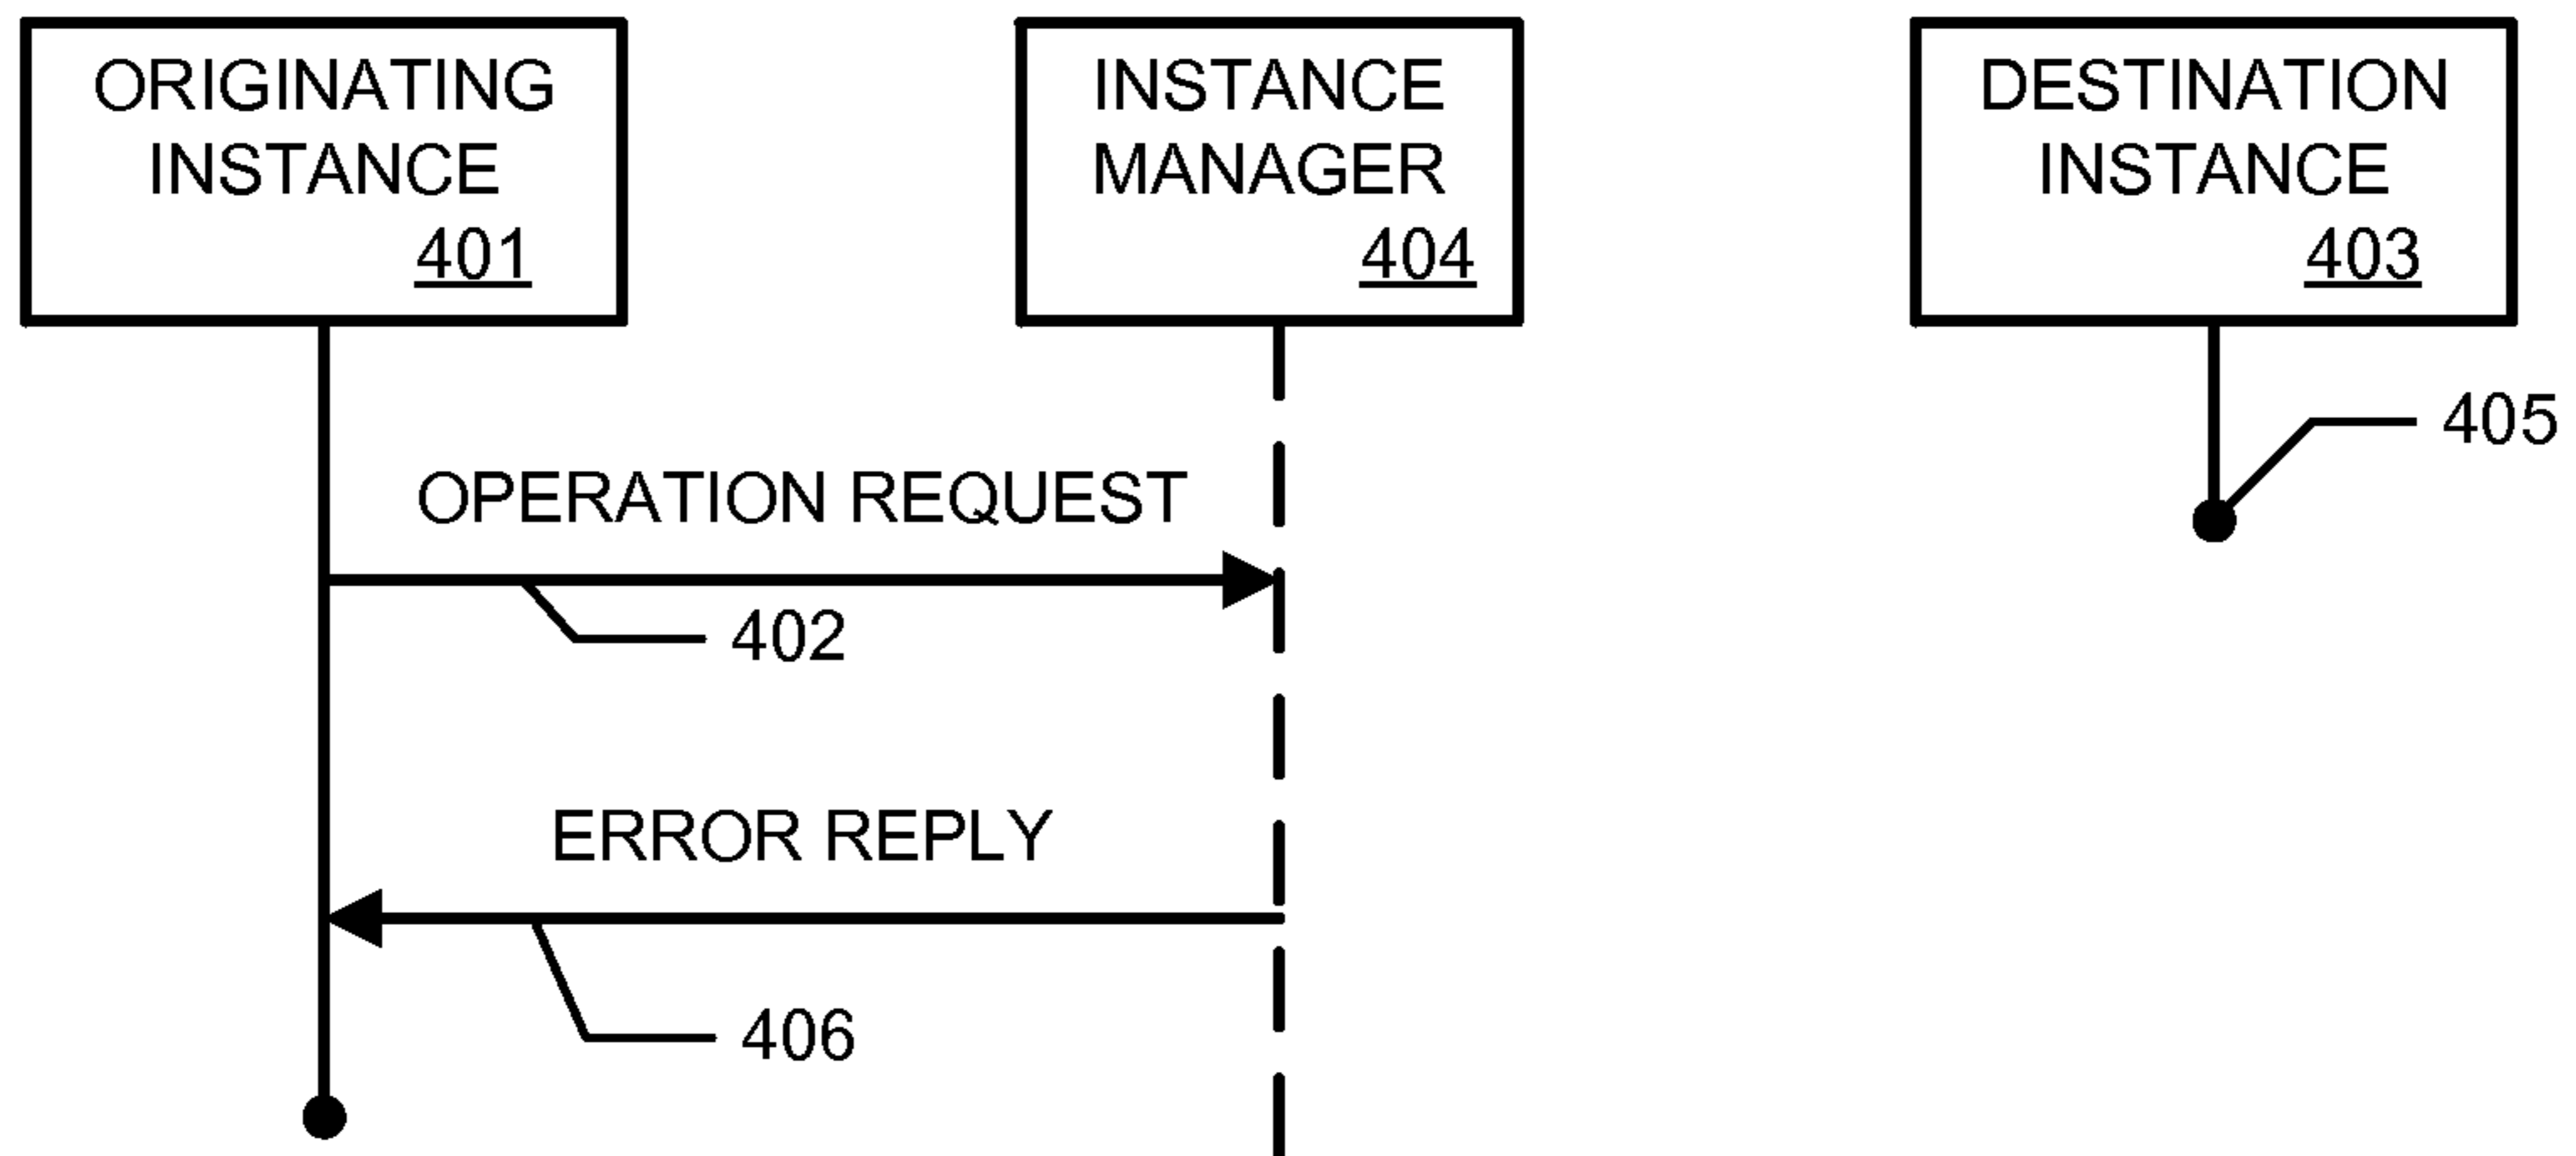 ORIGINATING
INSTANCE
401
INSTANCE
MANAGER
404
DESTINATION
INSTANCE
403
405
OPERATION REQUEST
402
ERROR REPLY
406